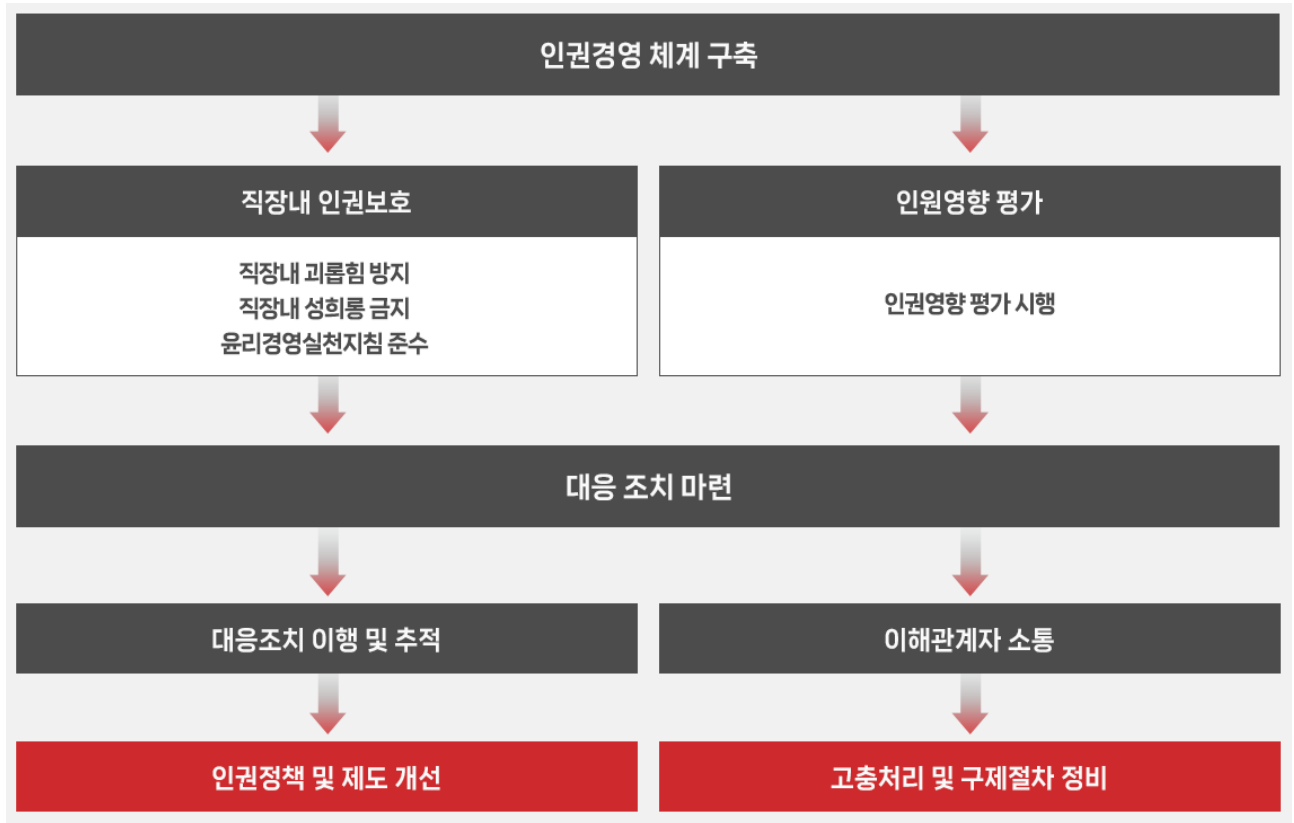 인권경영 체계 구축
직장내 인권보호
인원영향 평가
직장내 괴롭힘 방지
직장내 성희롱 금지
윤리경영실천지침 준수
인권영향 평가 시행
대응 조치 마련
대응조치 이행 및 추적
이해관계자 소통
인권정책 및 제도 개선
고충처리 및 구제절차 정비